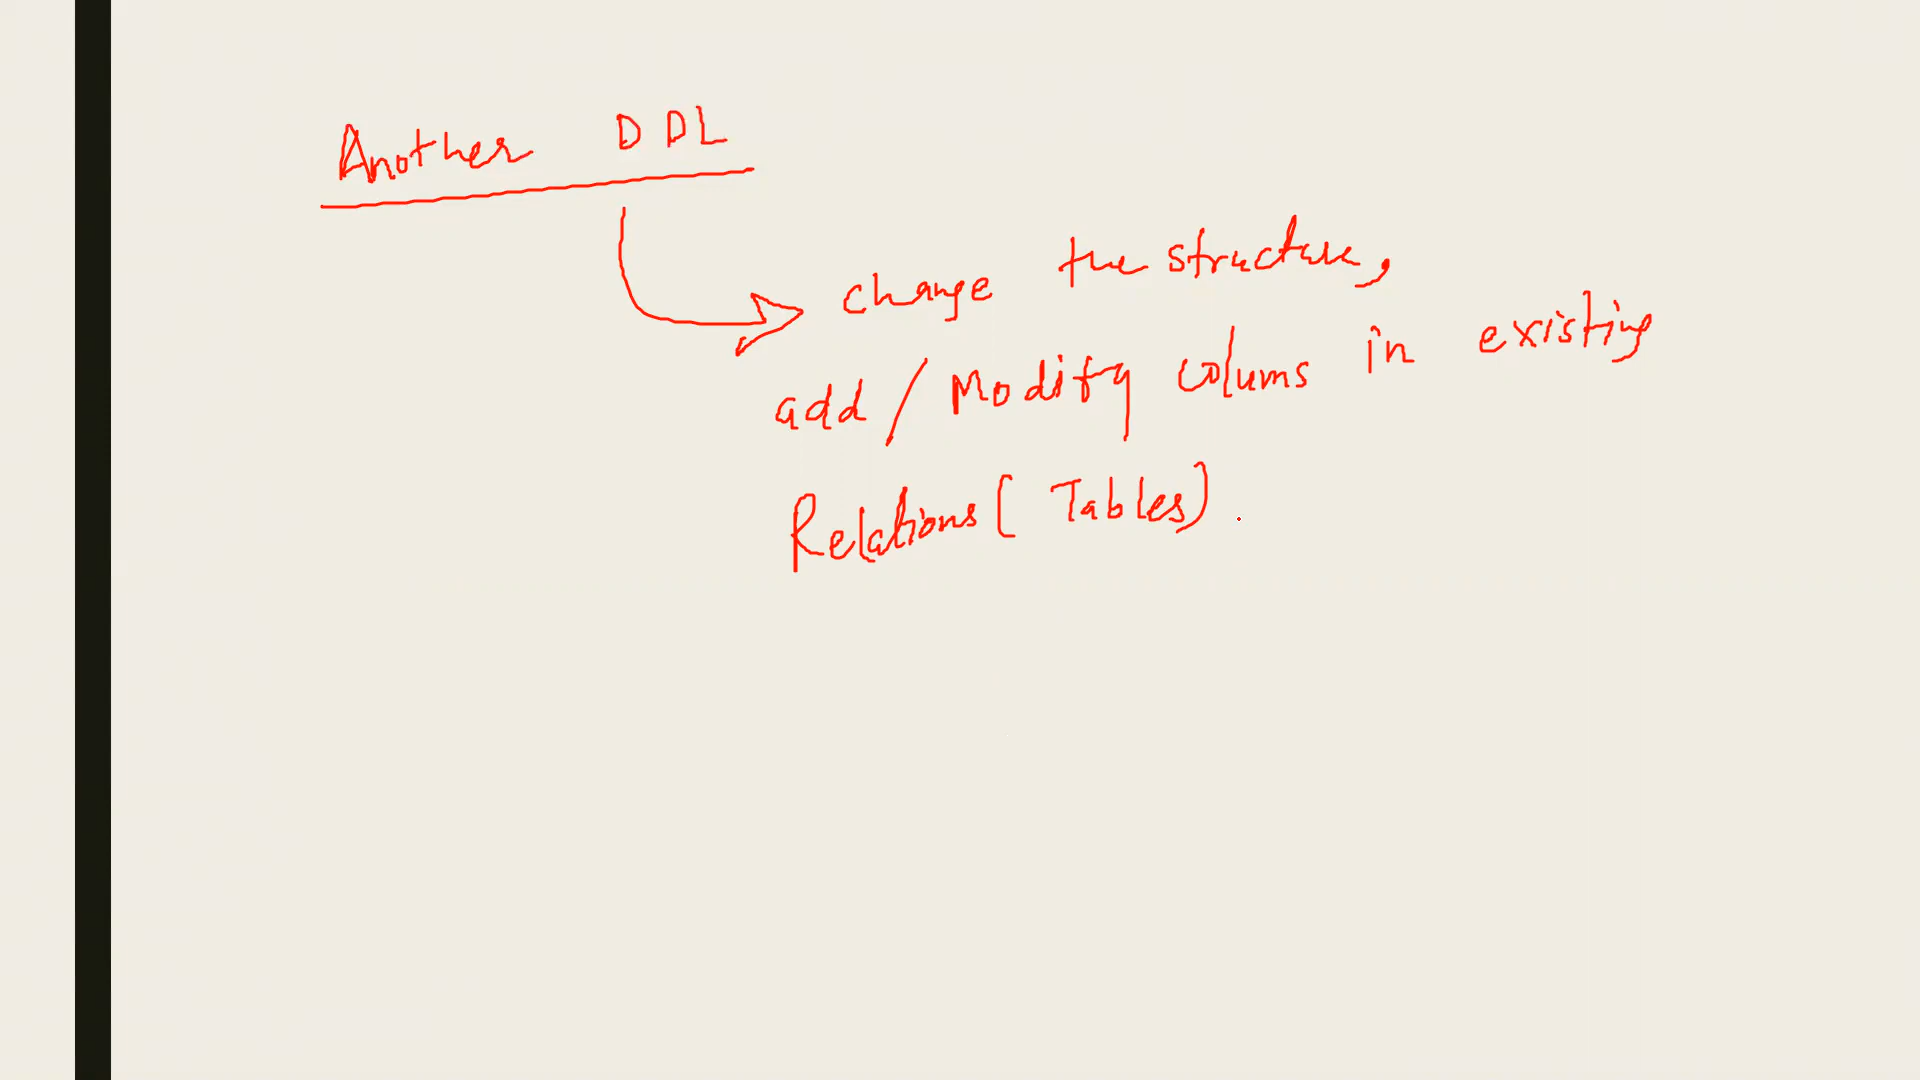 Another DDL
change the structure,
add / Modify colums in existing
Relations( Tables).